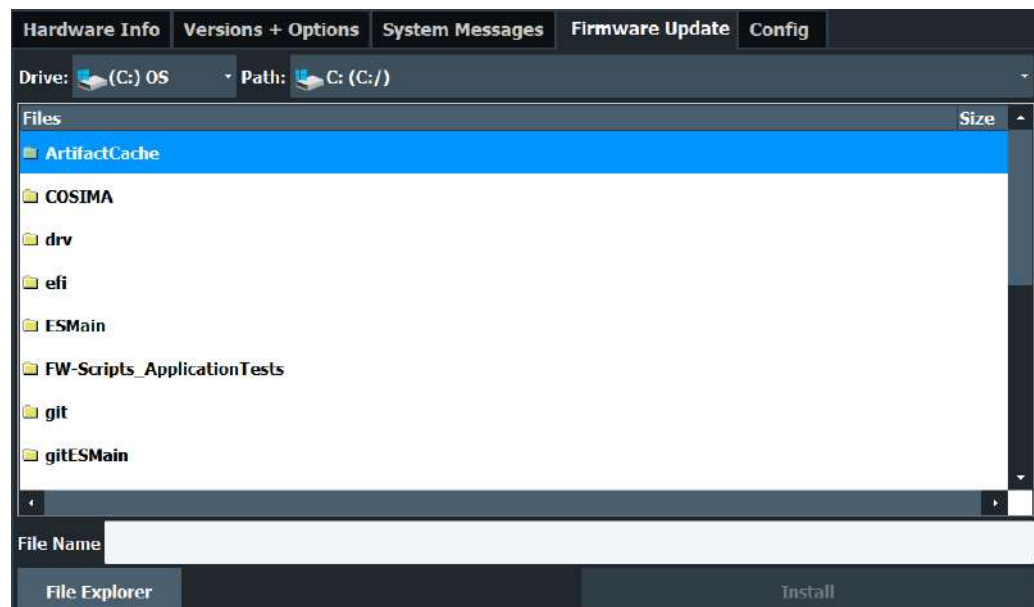 Hardware Info Versions + Options System Messages Firmware Update Config
Drive: (C:) OS Path: C: (C:/)
Files Size
ArtifactCache
COSIMA
drv
efi
ESMain
FW-Scripts_ApplicationTests
git
gitESMain
File Name
File Explorer Install